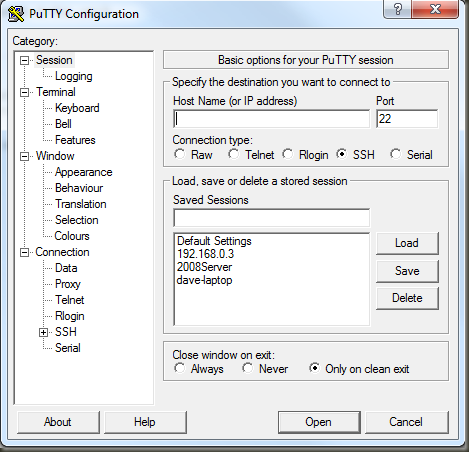 PuTTY Configuration
Category:
Session
Logging
Terminal
Keyboard
Bell
Features
Window
Appearance
Behaviour
Translation
Selection
Colours
Connection
Data
Proxy
Telnet
Rlogin
SSH
Serial
Basic options for your PuTTY session
Specify the destination you want to connect to
Host Name (or IP address) Port
22
Connection type:
Raw Telnet Rlogin SSH Serial
Load, save or delete a stored session
Saved Sessions
Default Settings
192.168.0.3
2008Server
dave-laptop
Load
Save
Delete
Close window on exit:
Always Never Only on clean exit
About Help Open Cancel